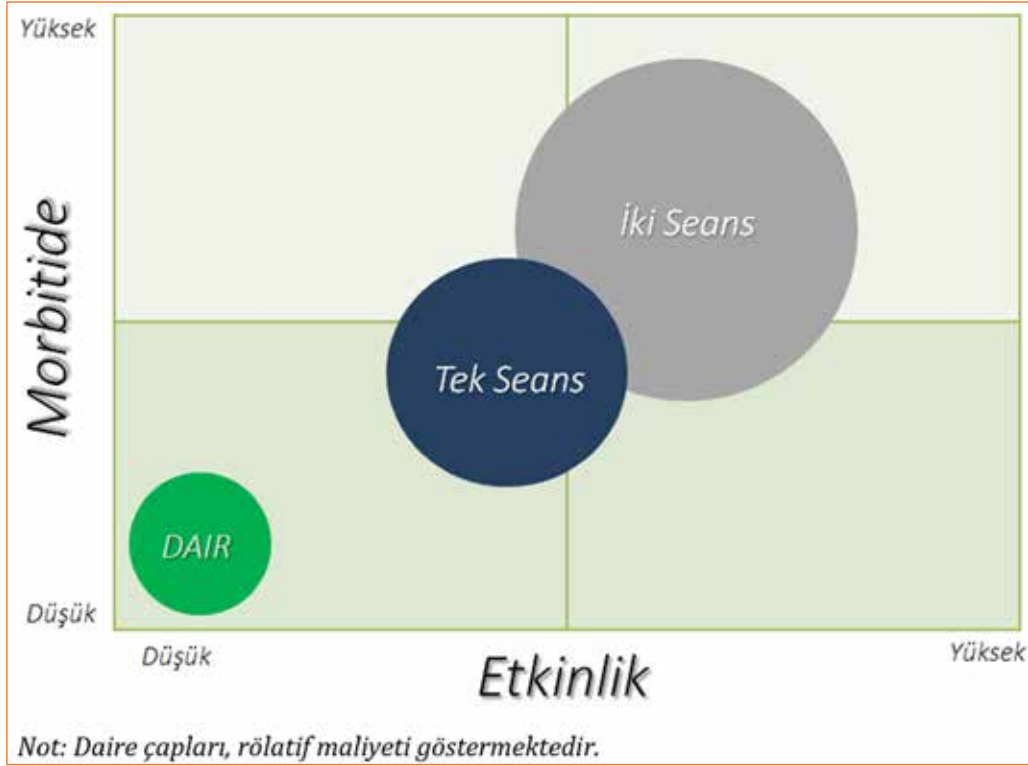 Yüksek
Morbitide
İki Seans
Tek Seans
DAIR
Düşük
Düşük
Etkinlik
Yüksek
Not: Daire çapları, rölatif maliyeti göstermektedir.